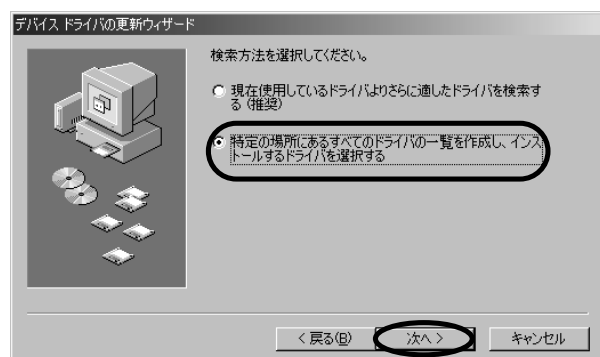 デバイス ドライバの更新ウィザード
検索方法を選択してください。
現在使用しているドライバよりさらに適したドライバを検索す
る (推奨)
特定の場所にあるすべてのドライバの一覧を作成し、インス
トールするドライバを選択する
< 戻る(B)
次へ >
キャンセル